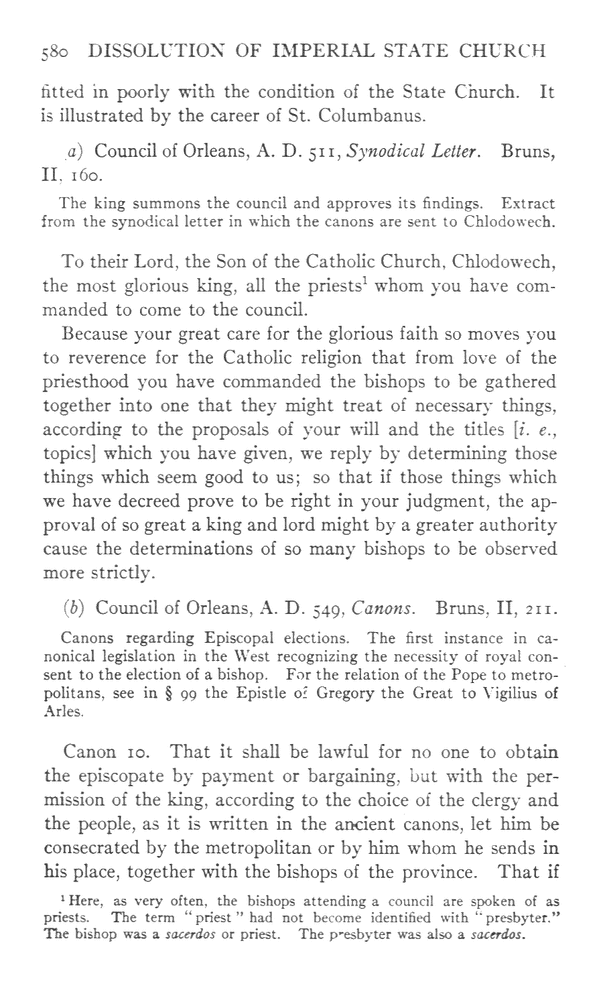 580 DISSOLUTION OF IMPERIAL STATE CHURCH
fitted in poorly with the condition of the State Church. It
is illustrated by the career of St. Columbanus.
a) Council of Orleans, A. D. 511, Synodical Letter. Bruns,
II, 160.
The king summons the council and approves its findings. Extract
from the synodical letter in which the canons are sent to Chlodowech.
To their Lord, the Son of the Catholic Church, Chlodowech,
the most glorious king, all the priests¹ whom you have com-
manded to come to the council.
Because your great care for the glorious faith so moves you
to reverence for the Catholic religion that from love of the
priesthood you have commanded the bishops to be gathered
together into one that they might treat of necessary things,
according to the proposals of your will and the titles [i. e.,
topics] which you have given, we reply by determining those
things which seem good to us; so that if those things which
we have decreed prove to be right in your judgment, the ap-
proval of so great a king and lord might by a greater authority
cause the determinations of so many bishops to be observed
more strictly.
(b) Council of Orleans, A. D. 549, Canons. Bruns, II, 211.
Canons regarding Episcopal elections. The first instance in ca-
nonical legislation in the West recognizing the necessity of royal con-
sent to the election of a bishop. For the relation of the Pope to metro-
politans, see in § 99 the Epistle of Gregory the Great to Vigilius of
Arles.
Canon 10. That it shall be lawful for no one to obtain
the episcopate by payment or bargaining, but with the per-
mission of the king, according to the choice of the clergy and
the people, as it is written in the ancient canons, let him be
consecrated by the metropolitan or by him whom he sends in
his place, together with the bishops of the province. That if
¹ Here, as very often, the bishops attending a council are spoken of as
priests. The term "priest" had not become identified with "presbyter."
The bishop was a sacerdos or priest. The presbyter was also a sacerdos.